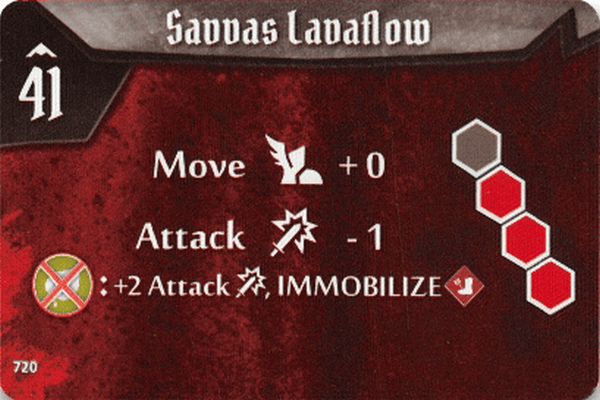 Savvas Lavaflow
41
Move + 0
Attack - 1
: +2 Attack , IMMOBILIZE
720